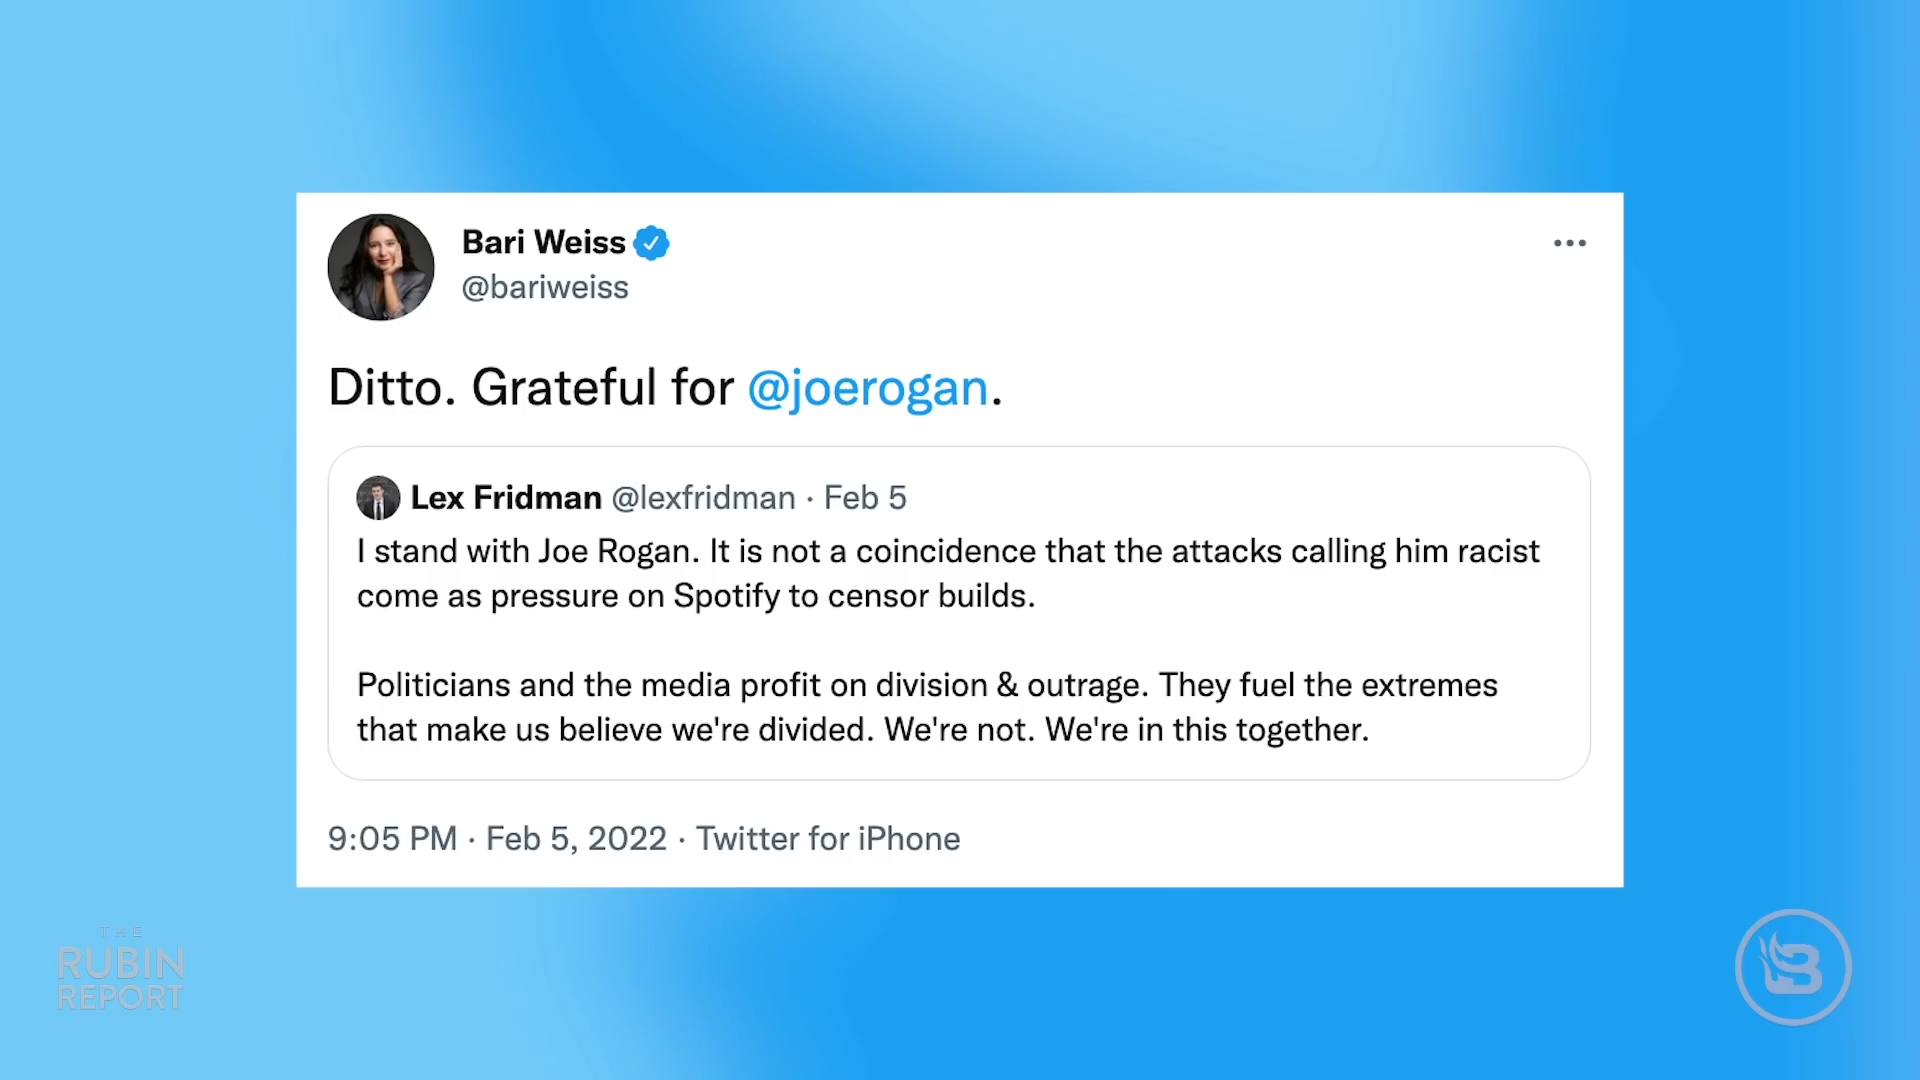 Bari Weiss
@bariweiss
Ditto. Grateful for @joerogan.
Lex Fridman @lexfridman · Feb 5
I stand with Joe Rogan. It is not a coincidence that the attacks calling him racist
come as pressure on Spotify to censor builds.
Politicians and the media profit on division & outrage. They fuel the extremes
that make us believe we're divided. We're not. We're in this together.
9:05 PM · Feb 5, 2022 · Twitter for iPhone
THE
RUBIN
REPORT
B